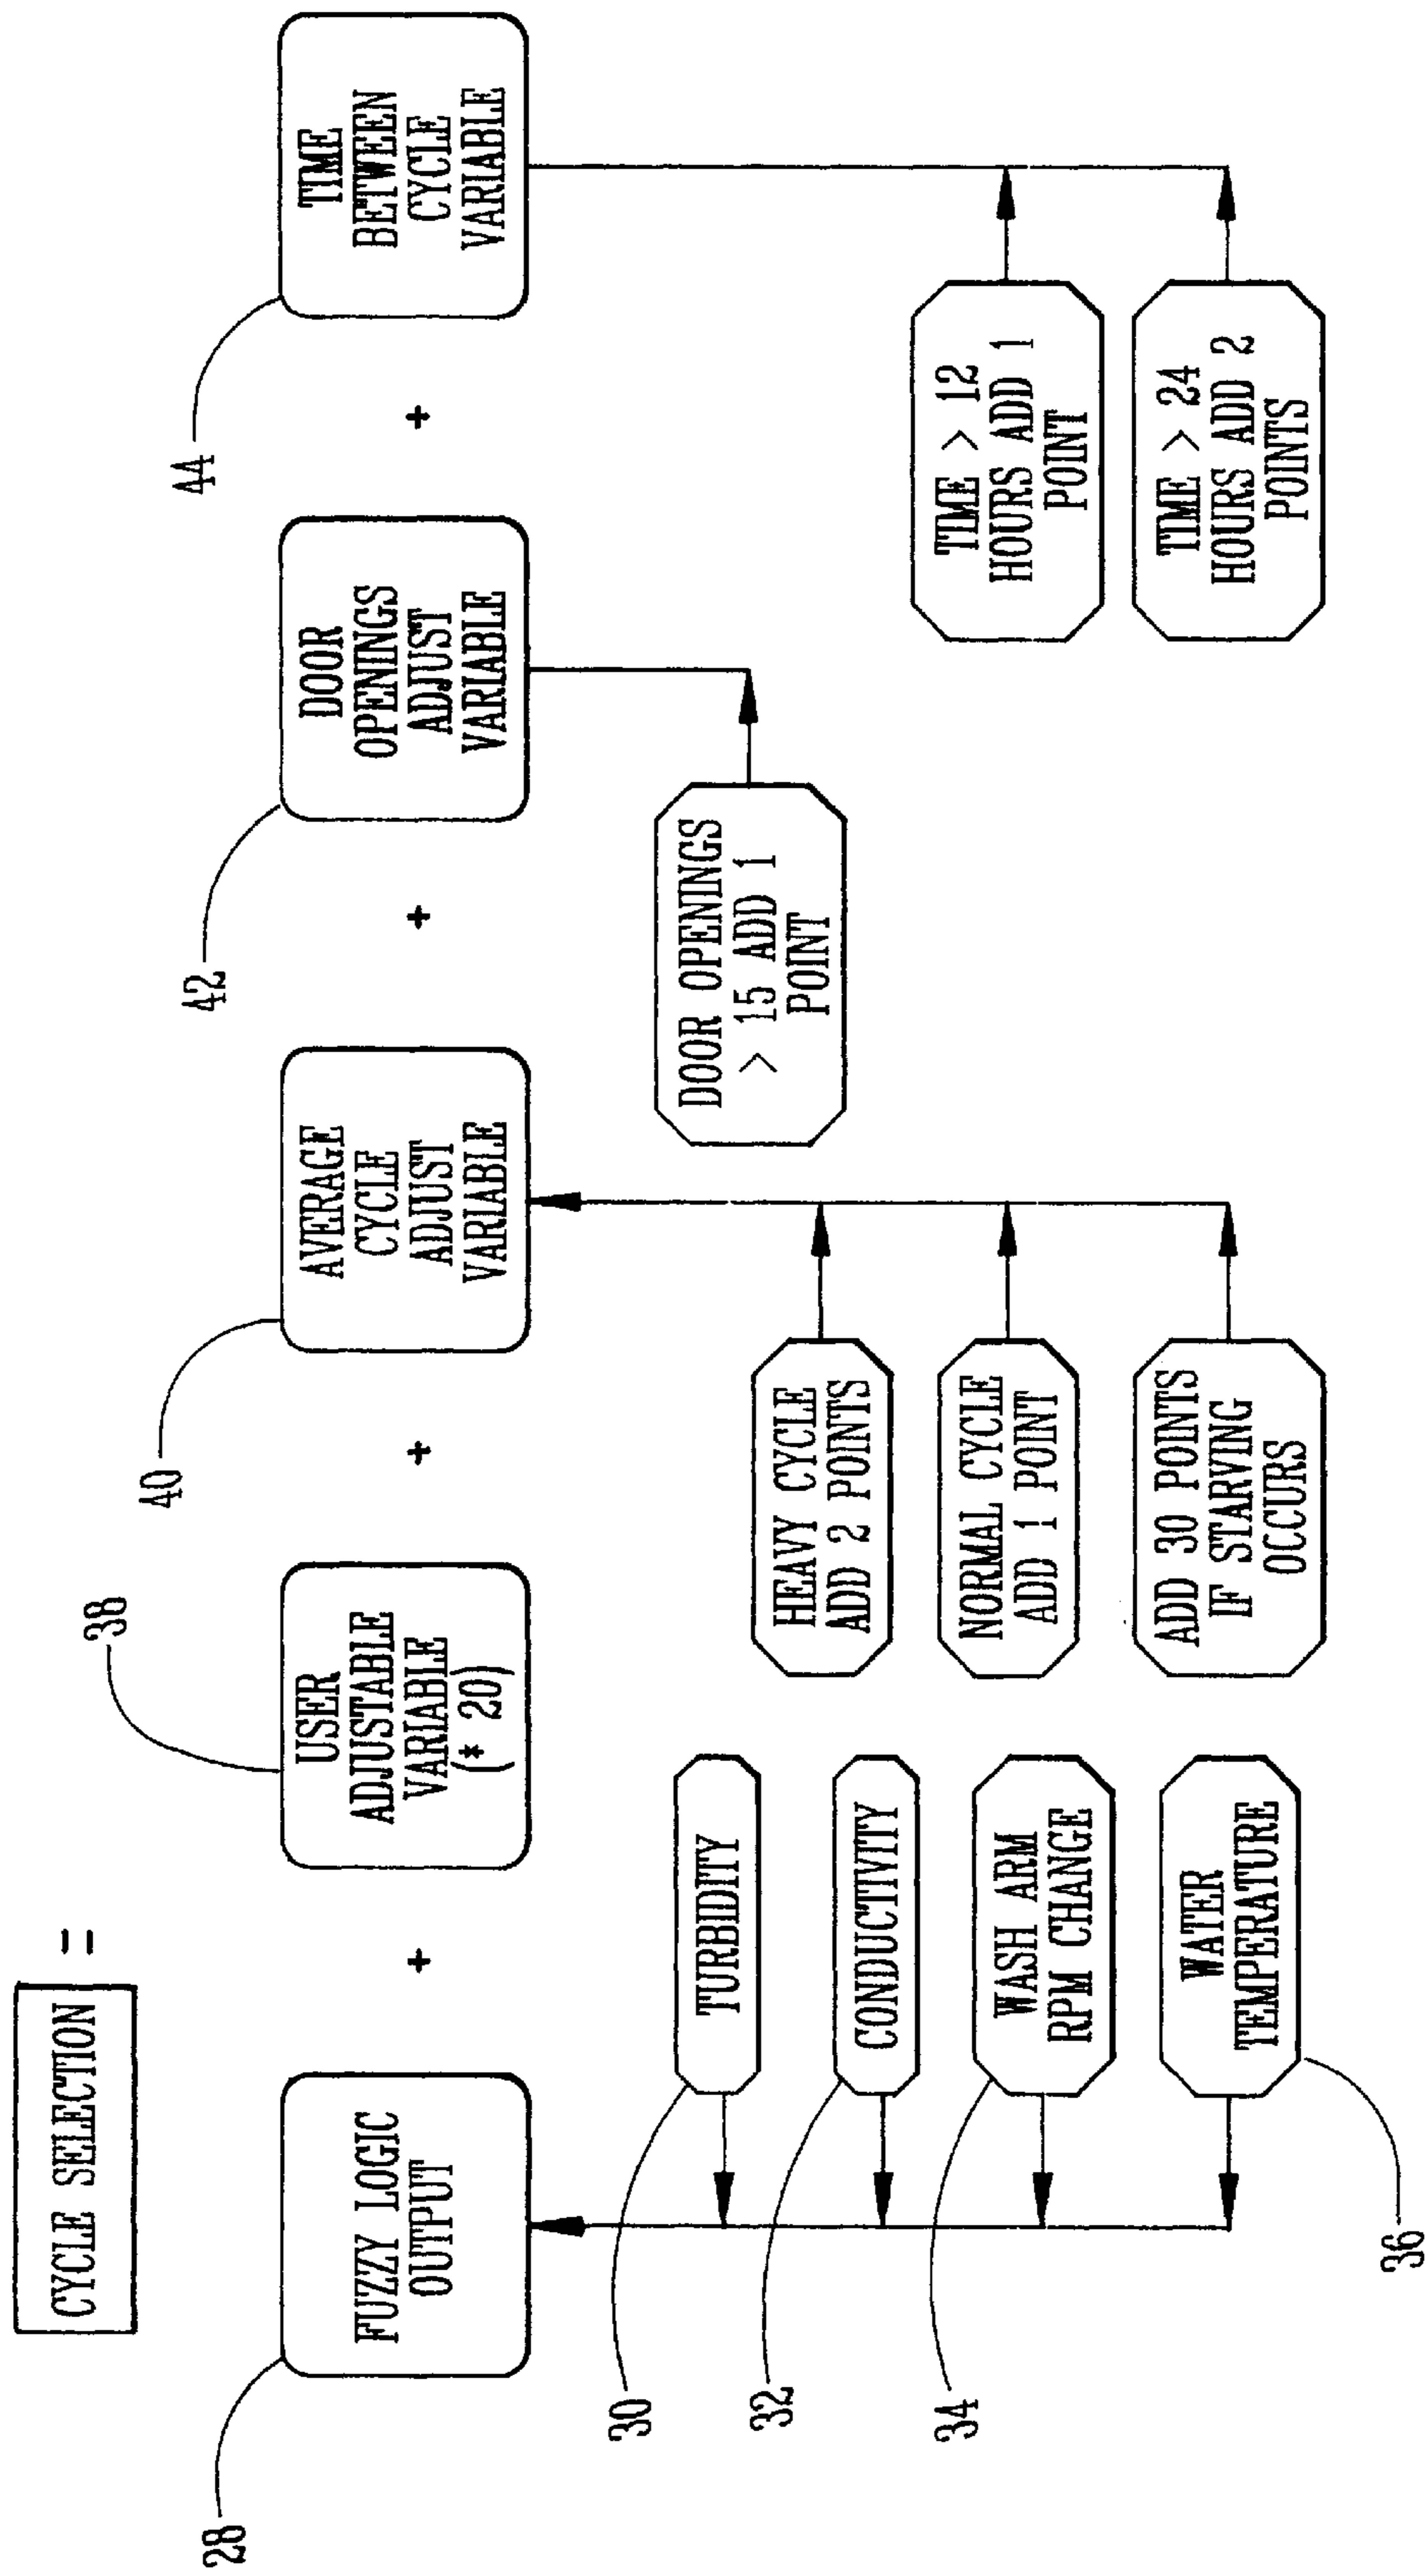 CYCLE SELECTION =
28
FUZZY LOGIC
OUTPUT
+
38
USER
ADJUSTABLE
VARIABLE
(* 20)
+
40
AVERAGE
CYCLE
ADJUST
VARIABLE
+
42
DOOR
OPENINGS
ADJUST
VARIABLE
+
44
TIME
BETWEEN
CYCLE
VARIABLE
30
TURBIDITY
32
CONDUCTIVITY
34
WASH ARM
RPM CHANGE
36
WATER
TEMPERATURE
HEAVY CYCLE
ADD 2 POINTS
NORMAL CYCLE
ADD 1 POINT
ADD 30 POINTS
IF STARVING
OCCURS
DOOR OPENINGS
> 15 ADD 1
POINT
TIME > 12
HOURS ADD 1
POINT
TIME > 24
HOURS ADD 2
POINTS